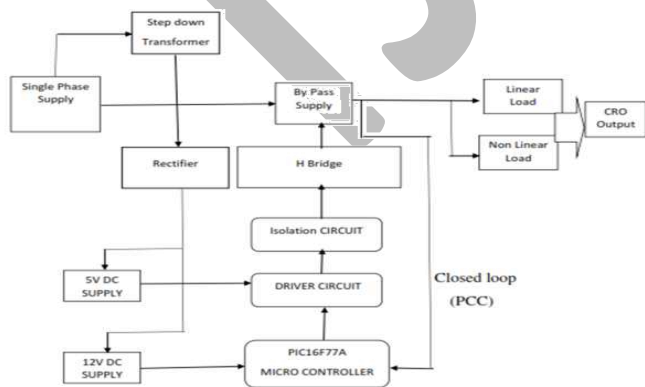 Step down
Transformer
Single Phase
Supply
By Pass
Supply
Linear
Load
CRO
Output
Non Linear
Load
Rectifier
H Bridge
Isolation CIRCUIT
5V DC
SUPPLY
DRIVER CIRCUIT
Closed loop
(PCC)
12V DC
SUPPLY
PIC16F77A
MICRO CONTROLLER